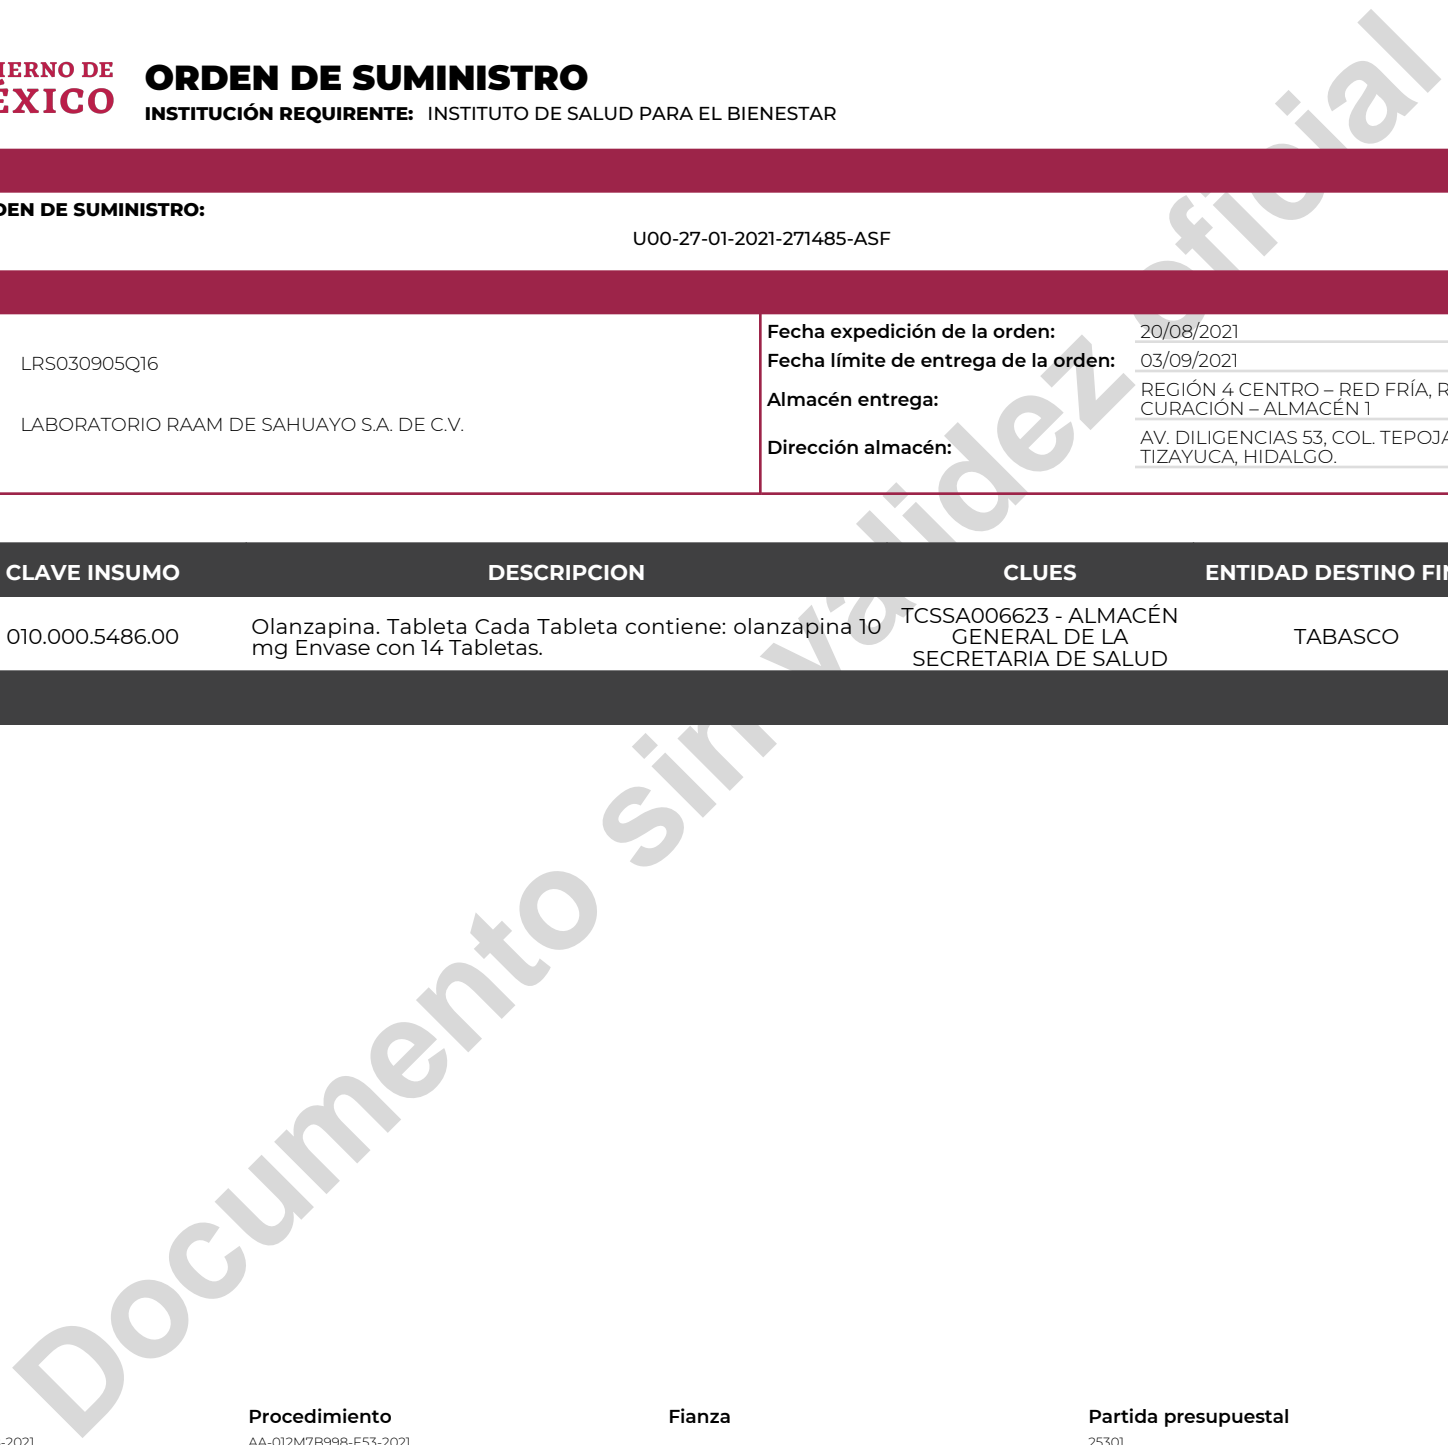 ORDEN DE SUMINISTRO
DE
INSTITUCIÓN REQUIRENTE: INSTITUTO DE SALUD PARA EL BIENESTAR
DE SUMINISTRO:
U00-27-01-2021-271485-ASF
Fecha expedición de la orden: 20/08/2021
LRS030905Q16
Fecha límite de entrega de la orden: 03/09/2021
Almacén entrega: REGIÓN 4 CENTRO – RED FRÍA,
CURACIÓN – ALMACÉN 1
LABORATORIO RAAM DE SAHUAYO S.A. DE C.V.
Dirección almacén: AV. DILIGENCIAS 53, COL.
TIZAYUCA, HIDALGO.
CLAVE INSUMO DESCRIPCION CLUES ENTIDAD DESTINO
010.000.5486.00
Olanzapina. Tableta Cada Tableta contiene: olanzapina 10
mg Envase con 14 Tabletas.
TCSSA006623 - ALMACÉN
GENERAL DE LA
SECRETARIA DE SALUD
TABASCO
Documento sin validez oficial
Procedimiento Fianza Partida presupuestal
AA-012M7B998-E53-2021 25301